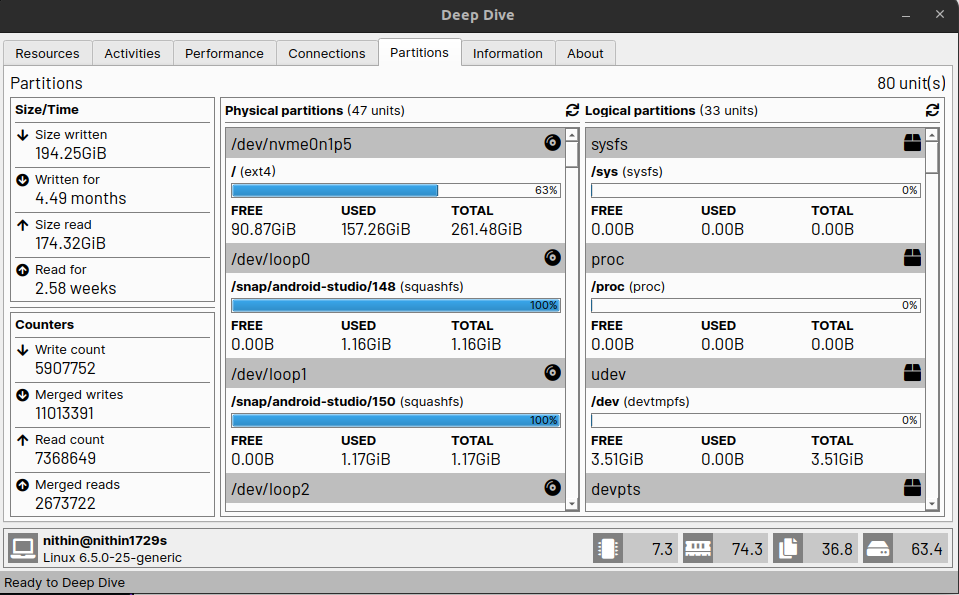 Deep Dive
Resources Activities Performance Connections Partitions Information About
Partitions 80 unit(s)
Size/Time
Size written
194.25GiB
Written for
4.49 months
Size read
174.32GiB
Read for
2.58 weeks
Counters
Write count
5907752
Merged writes
11013391
Read count
7368649
Merged reads
2673722
Physical partitions (47 units)
/dev/nvme0n1p5
/ (ext4)
63%
FREE USED TOTAL
90.87GiB 157.26GiB 261.48GiB
/dev/loop0
/snap/android-studio/148 (squashfs)
100%
FREE USED TOTAL
0.00B 1.16GiB 1.16GiB
/dev/loop1
/snap/android-studio/150 (squashfs)
100%
FREE USED TOTAL
0.00B 1.17GiB 1.17GiB
/dev/loop2
Logical partitions (33 units)
sysfs
/sys (sysfs)
0%
FREE USED TOTAL
0.00B 0.00B 0.00B
proc
/proc (proc)
0%
FREE USED TOTAL
0.00B 0.00B 0.00B
udev
/dev (devtmpfs)
0%
FREE USED TOTAL
3.51GiB 0.00B 3.51GiB
devpts
nithin@nithin1729s
Linux 6.5.0-25-generic
7.3 74.3 36.8 63.4
Ready to Deep Dive